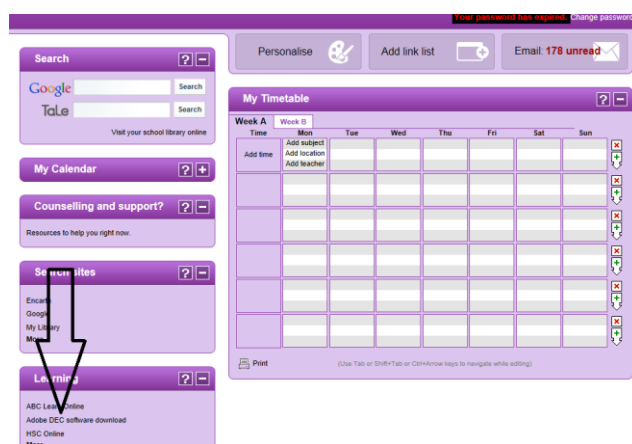 Your password has expired. Change password
Search
Google Search
TaLe Search
Visit your school library online
My Calendar
Counselling and support?
Resources to help you right now.
Search sites
Encarta
Google
My Library
More
Learning
ABC Learn Online
Adobe DEC software download
HSC Online
More
Personalise
Add link list
Email: 178 unread
My Timetable
Week A Week B
Time Mon Tue Wed Thu Fri Sat Sun
Add time
Add subject
Add location
Add teacher
Print
(Use Tab or Shift+Tab or Ctrl+Arrow keys to navigate while editing)